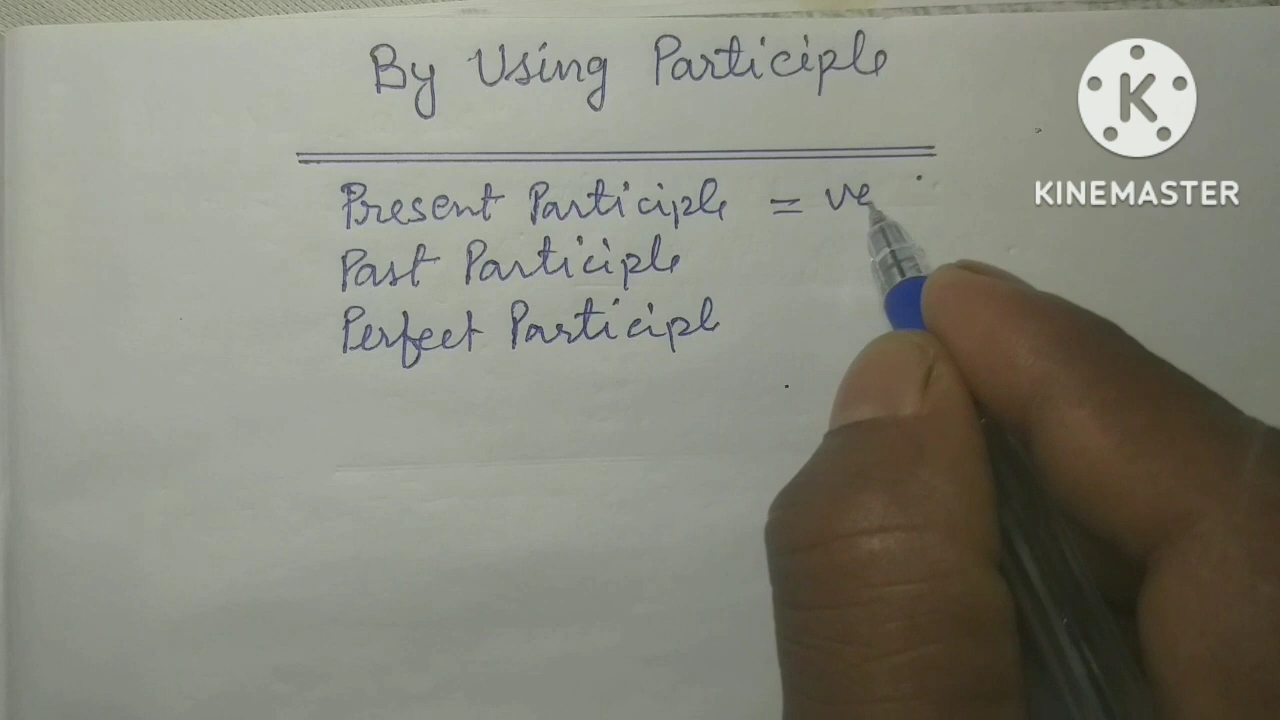 By Using Participle
Present Participle = ve
Past Participle
Perfect Participl
K
KINEMASTER